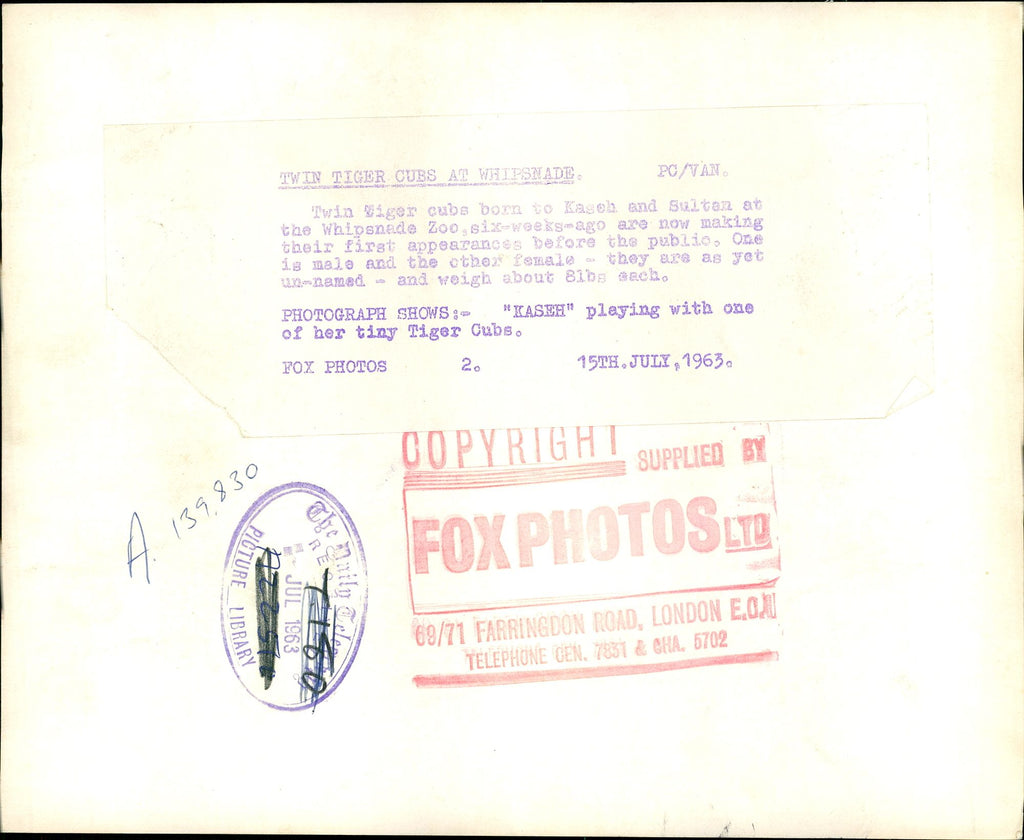 TWIN TIGER CUBS AT WHIPSNADE. PC/VAN.
Twin Tiger cubs born to Kaseh and Sultan at
the Whipsnade Zoo,six-weeks-ago are now making
their first appearances before the public. One
is male and the other female - they are as yet
un-named - and weigh about 8lbs each.
PHOTOGRAPH SHOWS:- "KASEH" playing with one
of her tiny Tiger Cubs.
FOX PHOTOS 2. 15TH.JULY,1963.
COPYRIGHT
SUPPLIED BY
FOX PHOTOS LTD
69/71 FARRINGDON ROAD, LONDON E.C.1
TELEPHONE CEN. 7831 & CHA. 5702
A. 139,830
The Daily
JUL 1963
PICTURE LIBRARY